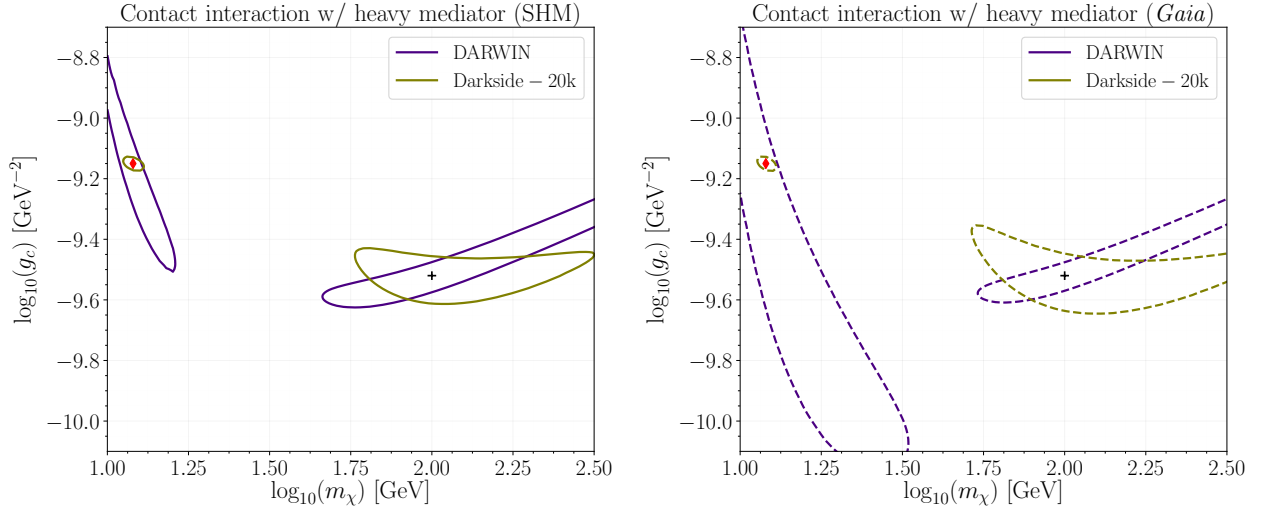 Contact interaction w/ heavy mediator (SHM)
DARWIN
Darkside − 20k
−8.8
−9.0
−9.2
−9.4
−9.6
−9.8
−10.0
log10(gc) [GeV−2]
1.00 1.25 1.50 1.75 2.00 2.25 2.50
log10(mχ) [GeV]
Contact interaction w/ heavy mediator (Gaia)
DARWIN
Darkside − 20k
−8.8
−9.0
−9.2
−9.4
−9.6
−9.8
−10.0
log10(gc) [GeV−2]
1.00 1.25 1.50 1.75 2.00 2.25 2.50
log10(mχ) [GeV]